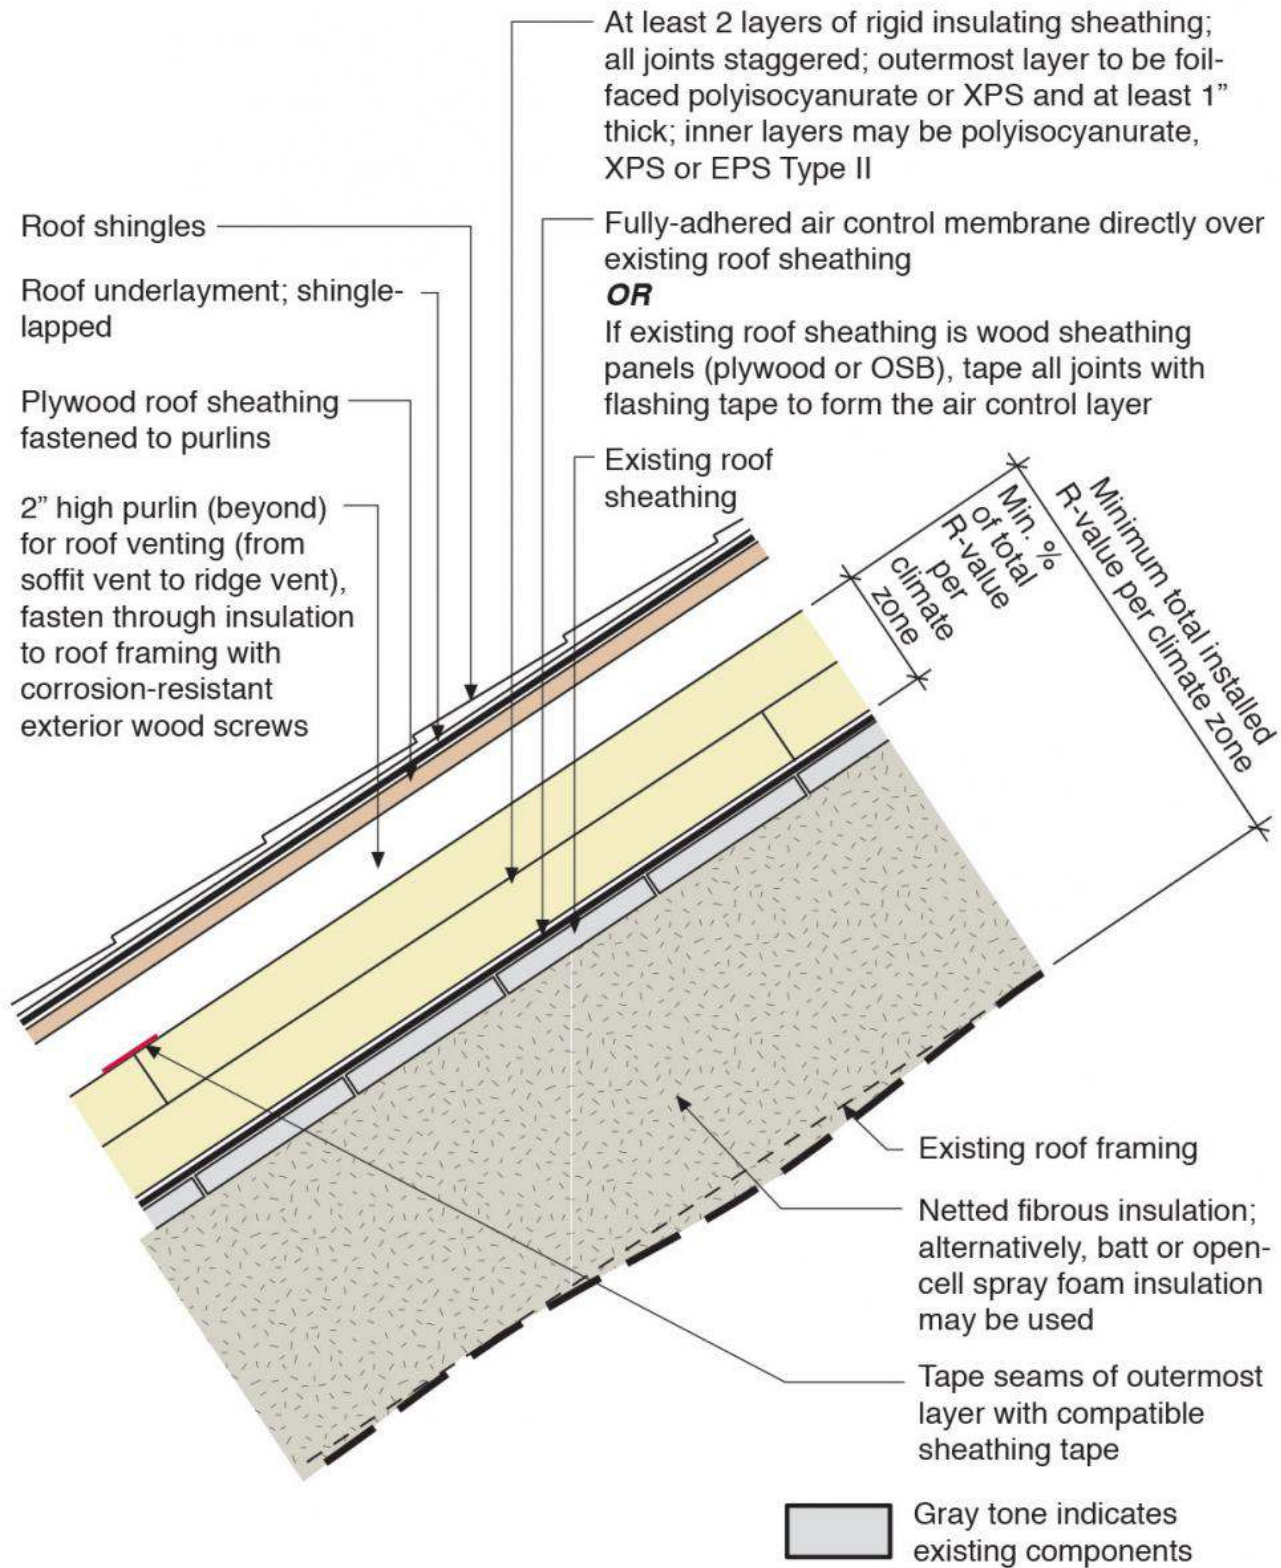 At least 2 layers of rigid insulating sheathing;
all joints staggered; outermost layer to be foil-
faced polyisocyanurate or XPS and at least 1”
thick; inner layers may be polyisocyanurate,
XPS or EPS Type II
Roof shingles
Fully-adhered air control membrane directly over
existing roof sheathing
OR
If existing roof sheathing is wood sheathing
panels (plywood or OSB), tape all joints with
flashing tape to form the air control layer
Roof underlayment; shingle-
lapped
Plywood roof sheathing
fastened to purlins
Existing roof
sheathing
2” high purlin (beyond)
for roof venting (from
soffit vent to ridge vent),
fasten through insulation
to roof framing with
corrosion-resistant
exterior wood screws
Min. %
of total
R-value
per
climate
zone
Minimum total installed
R-value per climate zone
Existing roof framing
Netted fibrous insulation;
alternatively, batt or open-
cell spray foam insulation
may be used
Tape seams of outermost
layer with compatible
sheathing tape
Gray tone indicates
existing components